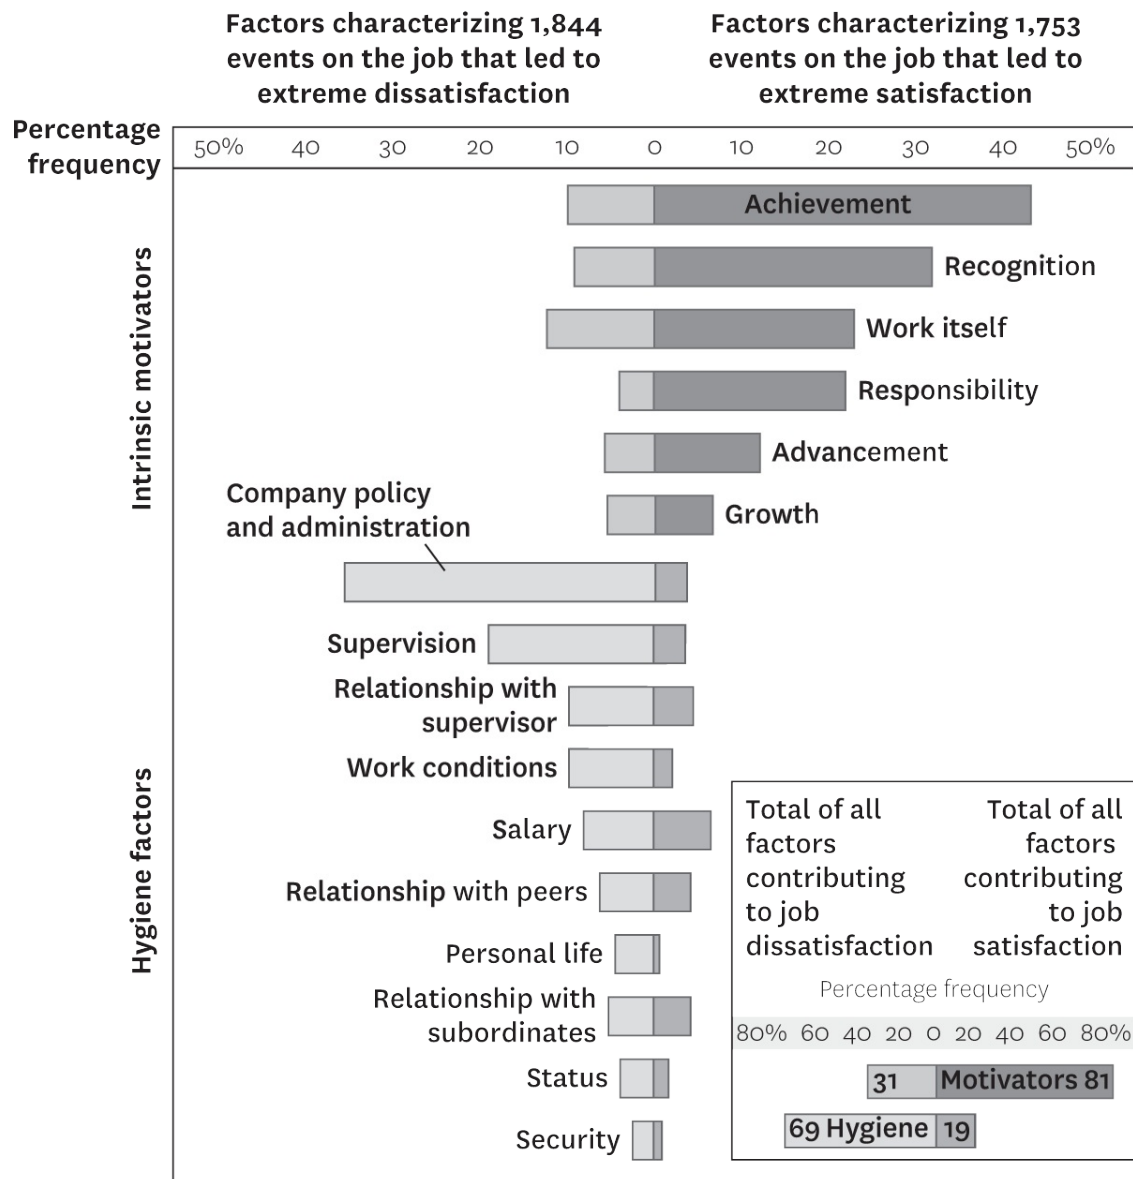 Factors characterizing 1,844
events on the job that led to
extreme dissatisfaction
Factors characterizing 1,753
events on the job that led to
extreme satisfaction
Percentage
frequency
50% 40 30 20 10 0 10 20 30 40 50%
Intrinsic motivators
Achievement
Recognition
Work itself
Responsibility
Advancement
Growth
Hygiene factors
Company policy
and administration
Supervision
Relationship with
supervisor
Work conditions
Salary
Relationship with peers
Personal life
Relationship with
subordinates
Status
Security
Total of all
factors
contributing
to job
dissatisfaction
Total of all
factors
contributing
to job
satisfaction
Percentage frequency
80% 60 40 20 0 20 40 60 80%
31 Motivators 81
69 Hygiene 19